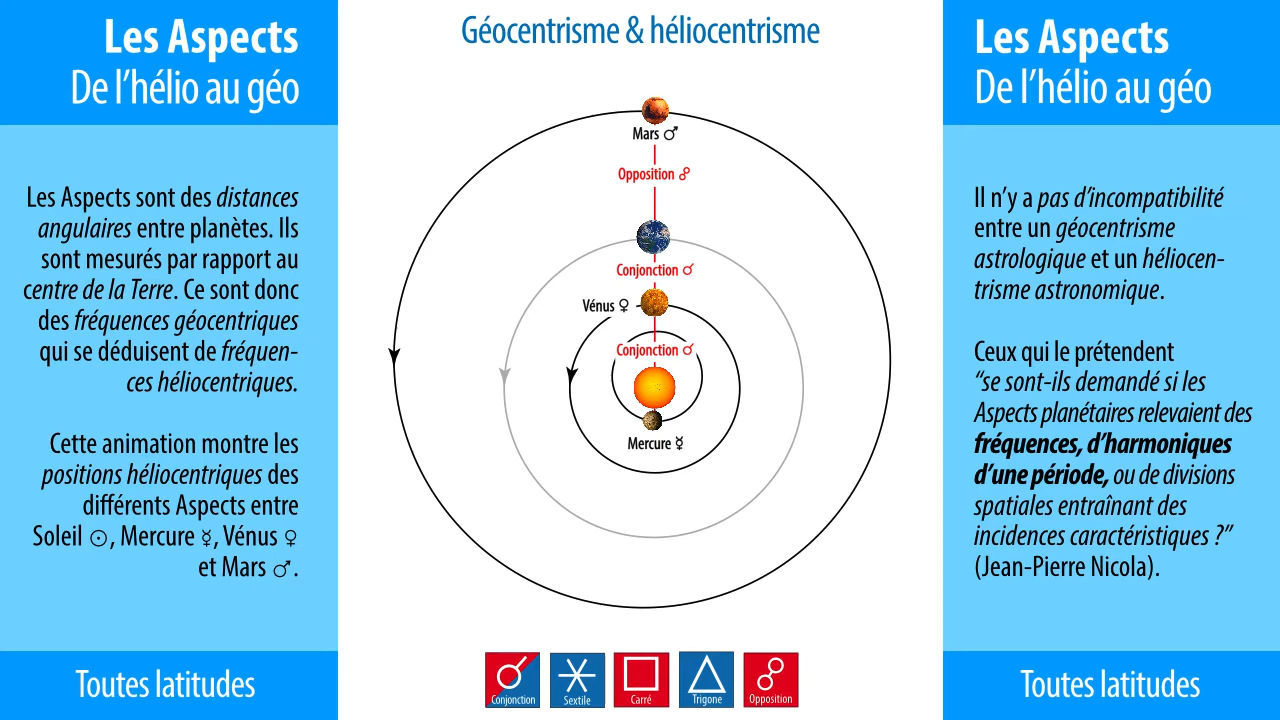 Les Aspects
De l’hélio au géo
Les Aspects sont des distances
angulaires entre planètes. Ils
sont mesurés par rapport au
centre de la Terre. Ce sont donc
des fréquences géocentriques
qui se déduisent de fréquen-
ces héliocentriques.
Cette animation montre les
positions héliocentriques des
différents Aspects entre
Soleil ☉, Mercure ☿, Vénus ♀
et Mars ♂.
Toutes latitudes
Géocentrisme & héliocentrisme
Mars ♂
Opposition ☍
Conjonction ☌
Vénus ♀
Conjonction ☌
Mercure ☿
Conjonction
Sextile
Carré
Trigone
Opposition
Les Aspects
De l’hélio au géo
Il n’y a pas d’incompatibilité
entre un géocentrisme
astrologique et un héliocen-
trisme astronomique.
Ceux qui le prétendent
“se sont-ils demandé si les
Aspects planétaires relevaient des
fréquences, d’harmoniques
d’une période, ou de divisions
spatiales entraînant des
incidences caractéristiques ?”
(Jean-Pierre Nicola).
Toutes latitudes